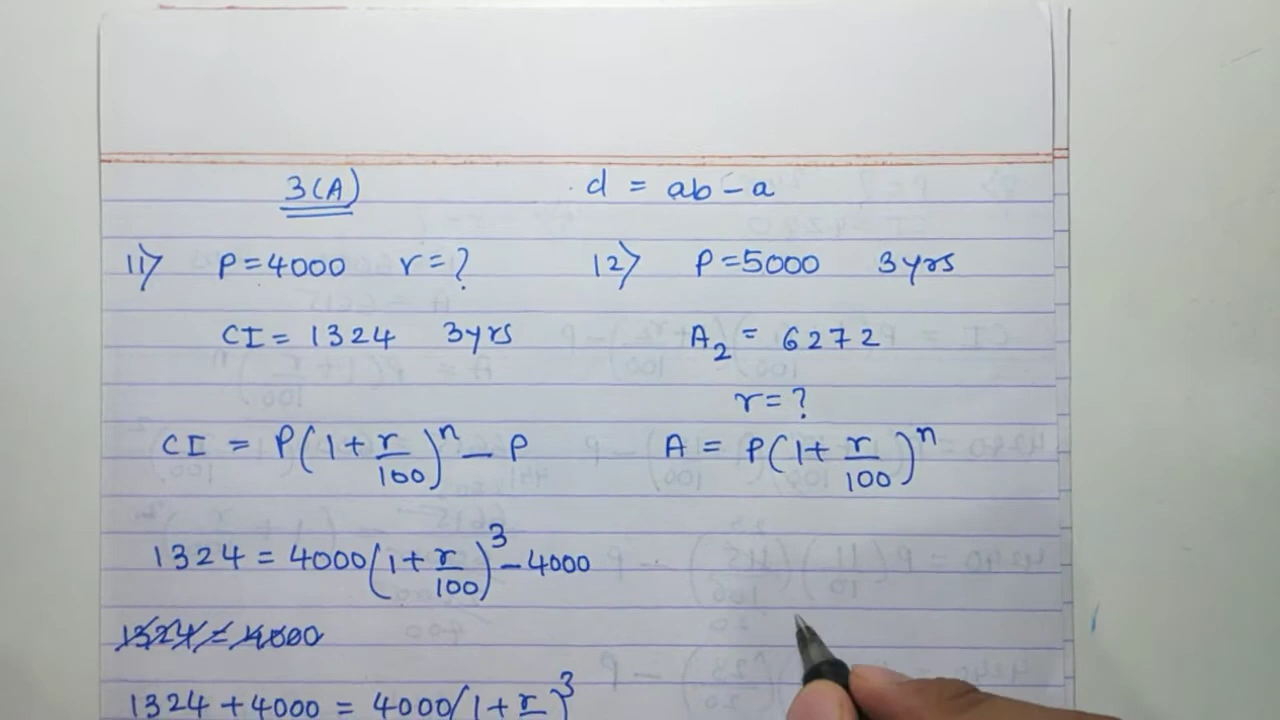 3(A)
11) P=4000 r=?
CI = 1324 3yrs
CI = P(1+r/100)^n - P
1324 = 4000(1+r/100)^3 - 4000
1324 = 4000
1324 + 4000 = 4000(1+r)^3
d = ab - a
12) P=5000 3yrs
A₂ = 6272
r=?
A = P(1+r/100)^n